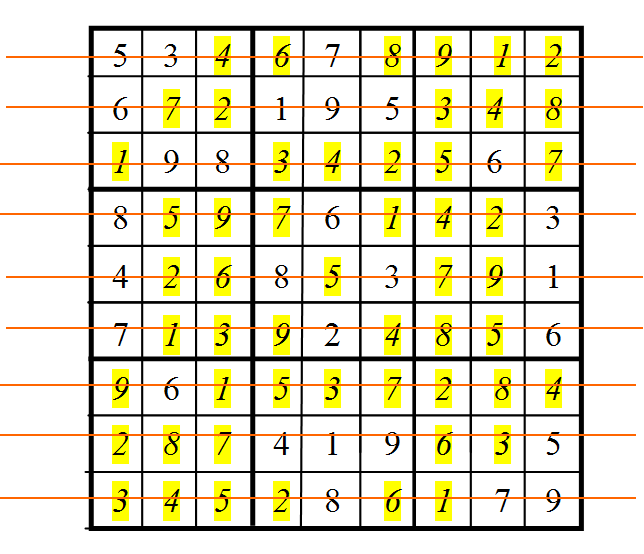 5 3 4 6 7 8 9 1 2
6 7 2 1 9 5 3 4 8
1 9 8 3 4 2 5 6 7
8 5 9 7 6 1 4 2 3
4 2 6 8 5 3 7 9 1
7 1 3 9 2 4 8 5 6
9 6 1 5 3 7 2 8 4
2 8 7 4 1 9 6 3 5
3 4 5 2 8 6 1 7 9